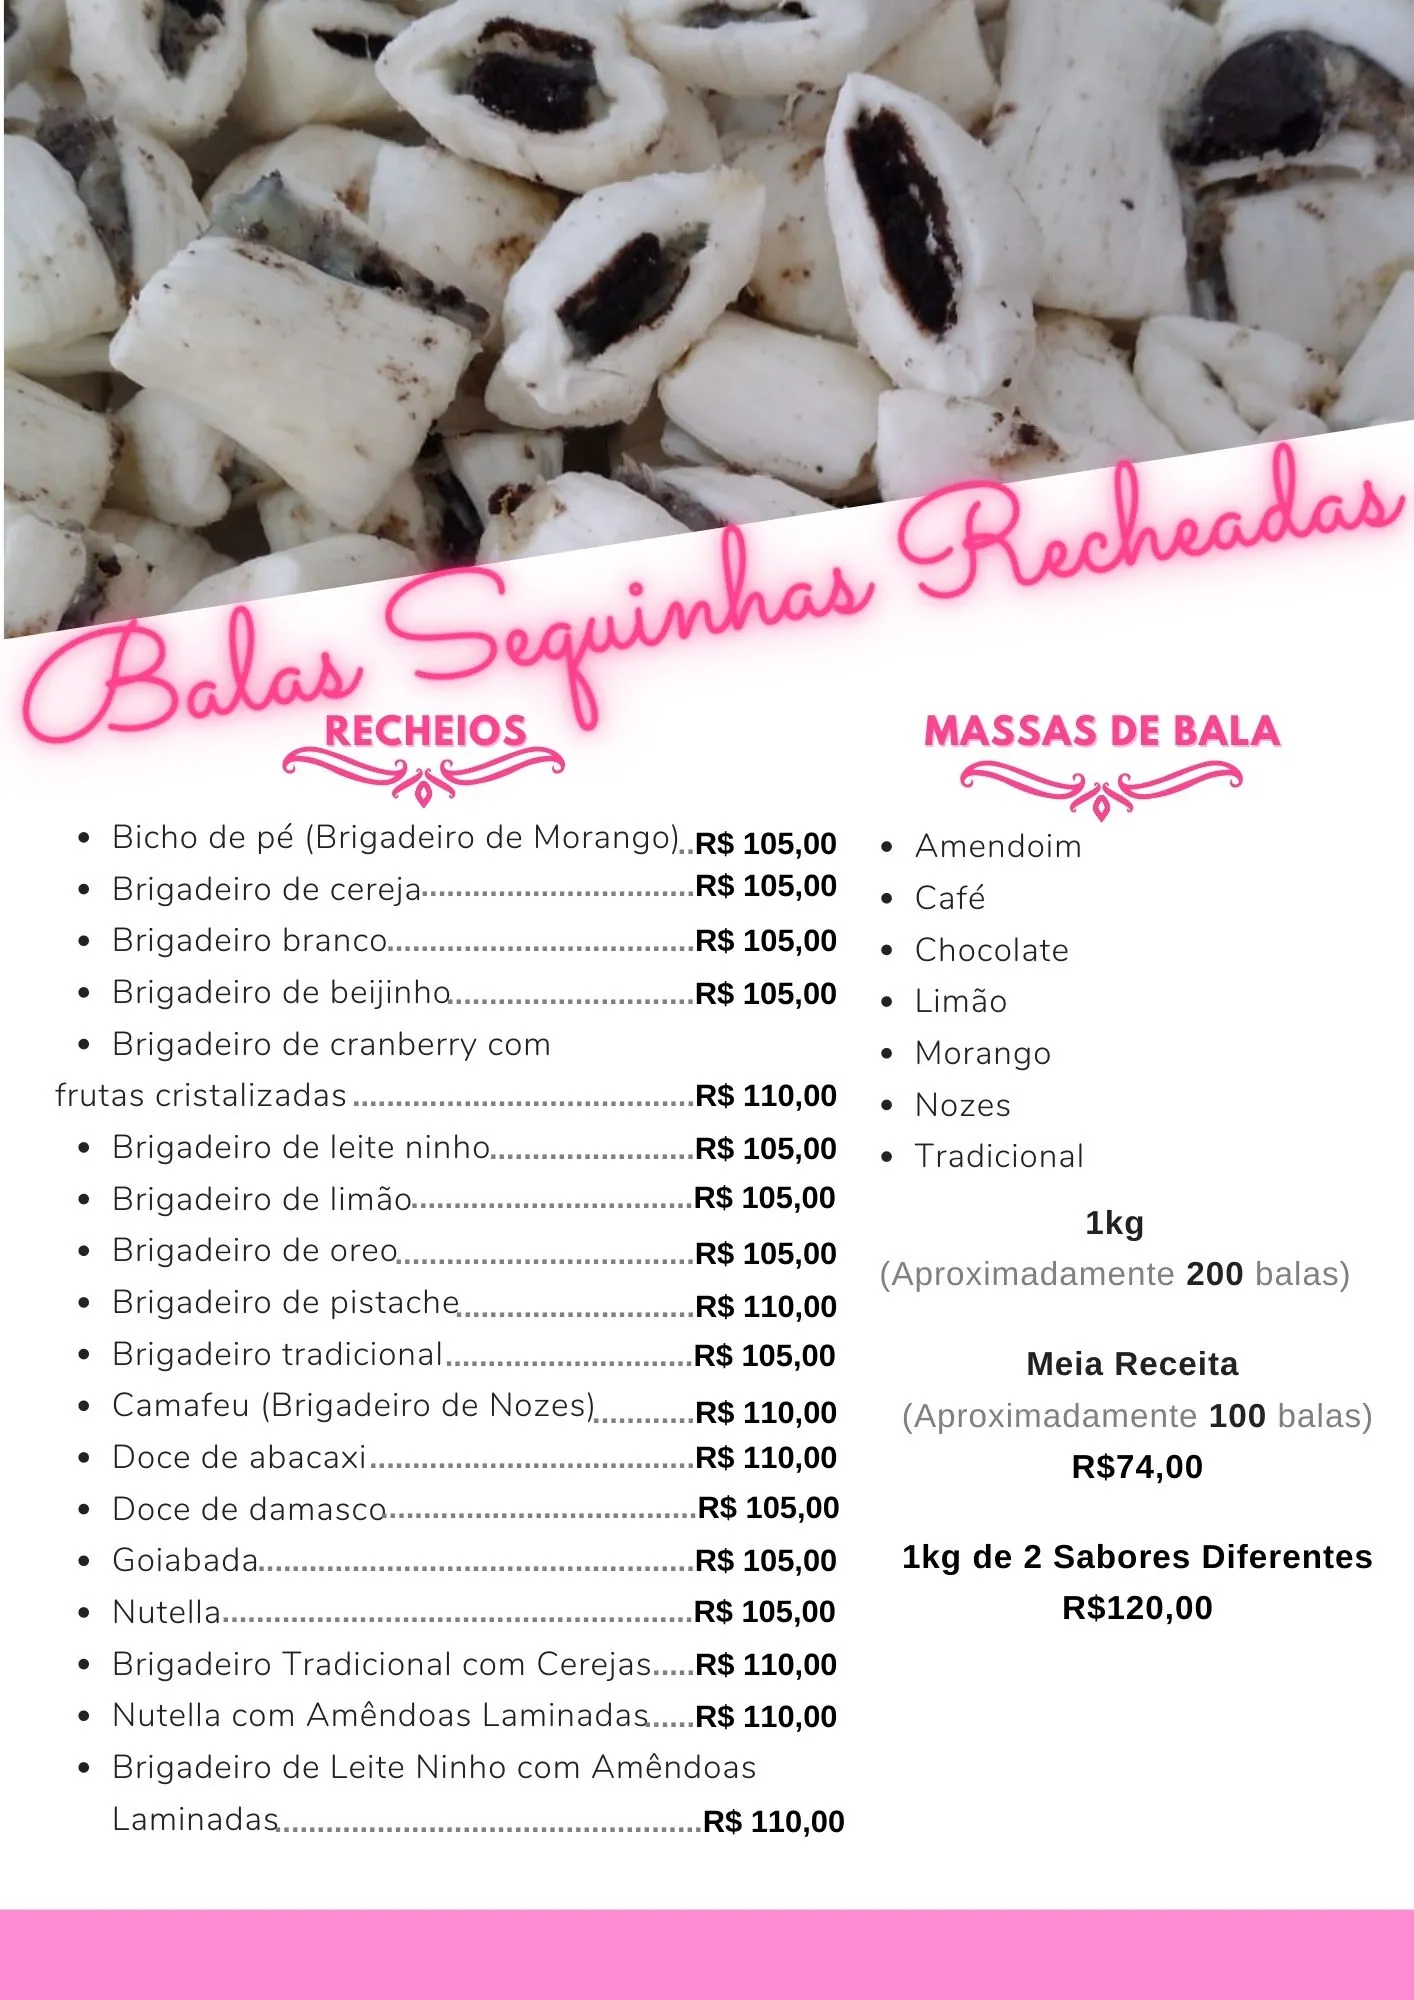 Balas Sequinhas Recheadas
RECHEIOS
• Bicho de pé (Brigadeiro de Morango)..R$ 105,00
• Brigadeiro de cereja................................R$ 105,00
• Brigadeiro branco....................................R$ 105,00
• Brigadeiro de beijinho.............................R$ 105,00
• Brigadeiro de cranberry com
frutas cristalizadas........................................R$ 110,00
• Brigadeiro de leite ninho........................R$ 105,00
• Brigadeiro de limão.................................R$ 105,00
• Brigadeiro de oreo...................................R$ 105,00
• Brigadeiro de pistache............................R$ 110,00
• Brigadeiro tradicional.............................R$ 105,00
• Camafeu (Brigadeiro de Nozes)............R$ 110,00
• Doce de abacaxi......................................R$ 110,00
• Doce de damasco.....................................R$ 105,00
• Goiabada...................................................R$ 105,00
• Nutella........................................................R$ 105,00
• Brigadeiro Tradicional com Cerejas.....R$ 110,00
• Nutella com Amêndoas Laminadas......R$ 110,00
• Brigadeiro de Leite Ninho com Amêndoas
Laminadas..................................................R$ 110,00
MASSAS DE BALA
• Amendoim
• Café
• Chocolate
• Limão
• Morango
• Nozes
• Tradicional
1kg
(Aproximadamente 200 balas)
Meia Receita
(Aproximadamente 100 balas)
R$74,00
1kg de 2 Sabores Diferentes
R$120,00